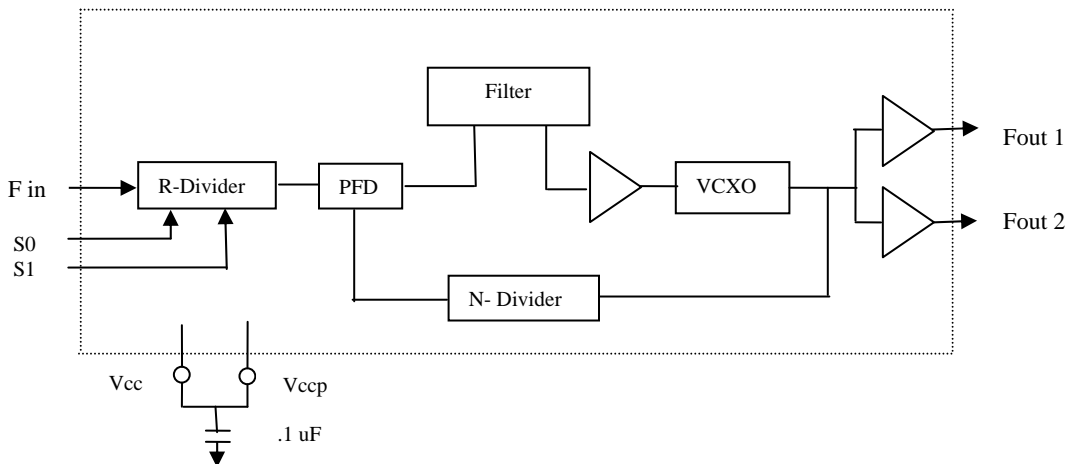 Filter
Fout 1
F in
R-Divider
PFD
VCXO
Fout 2
S0
S1
N- Divider
Vcc
Vccp
.1 uF